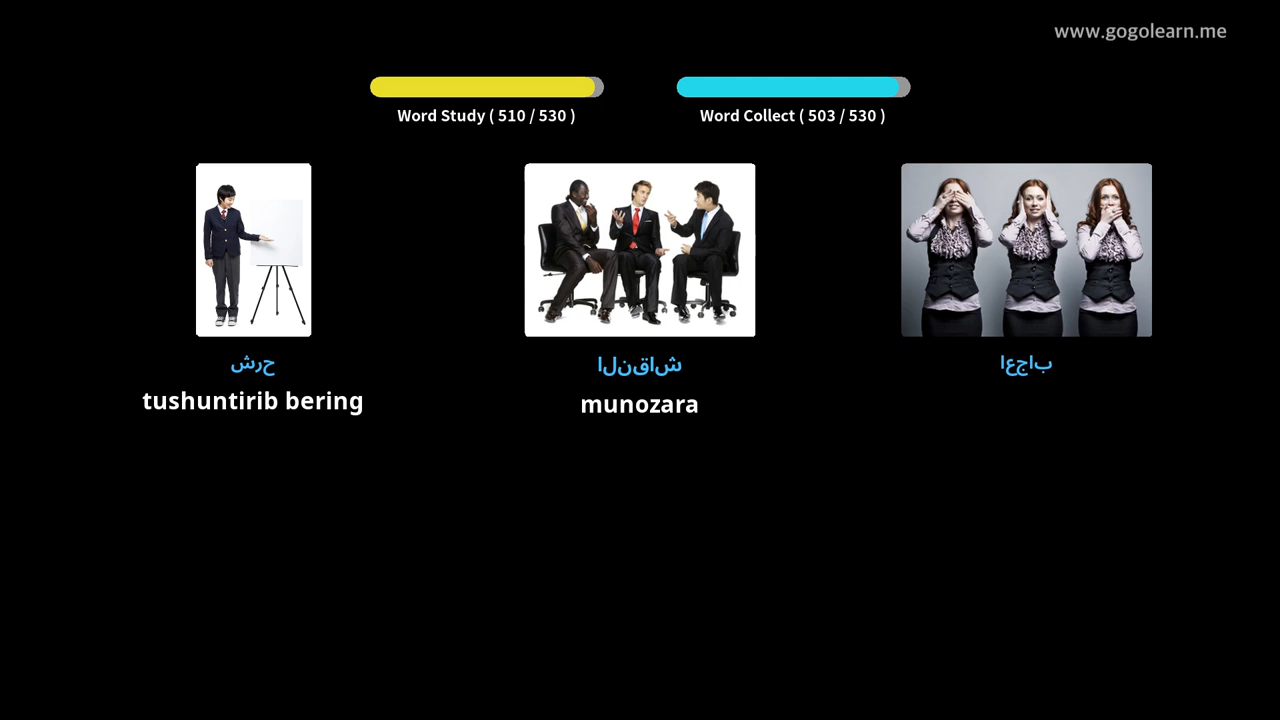 www.gogolearn.me
Word Study ( 510 / 530 )
Word Collect ( 503 / 530 )
شرح
tushuntirib bering
النقاش
munozara
اعجاب